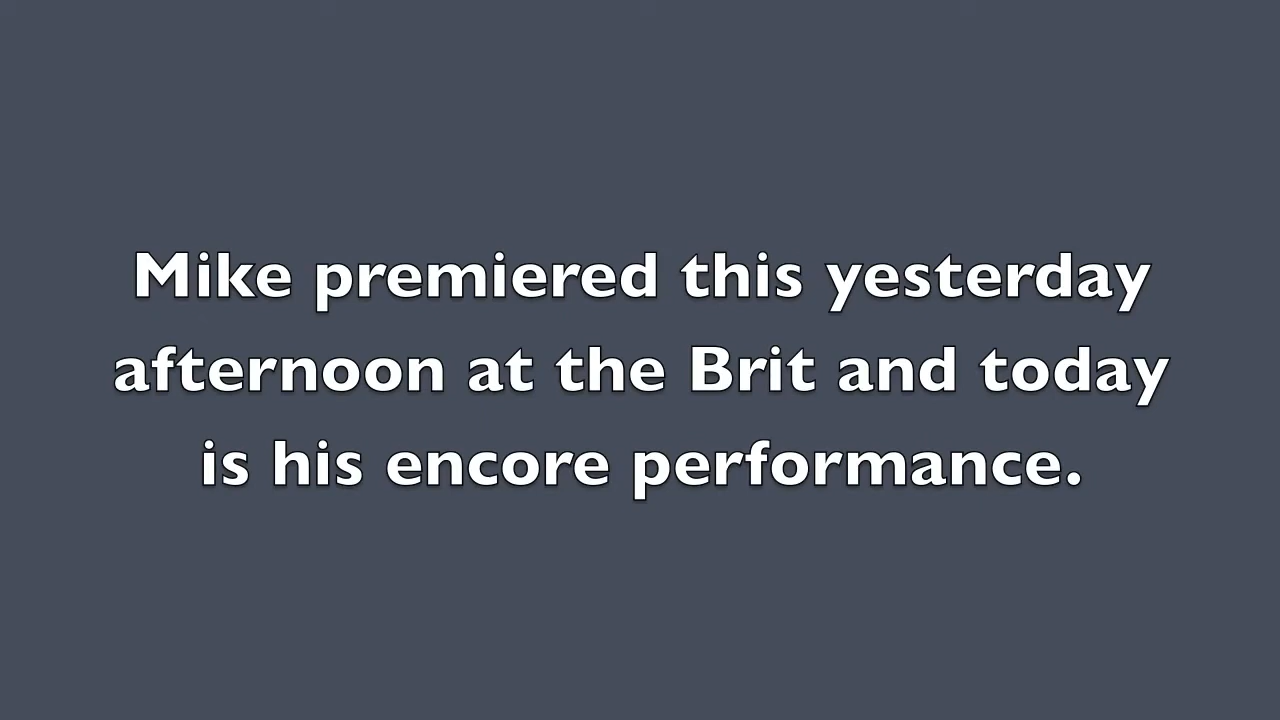 Mike premiered this yesterday
afternoon at the Brit and today
is his encore performance.